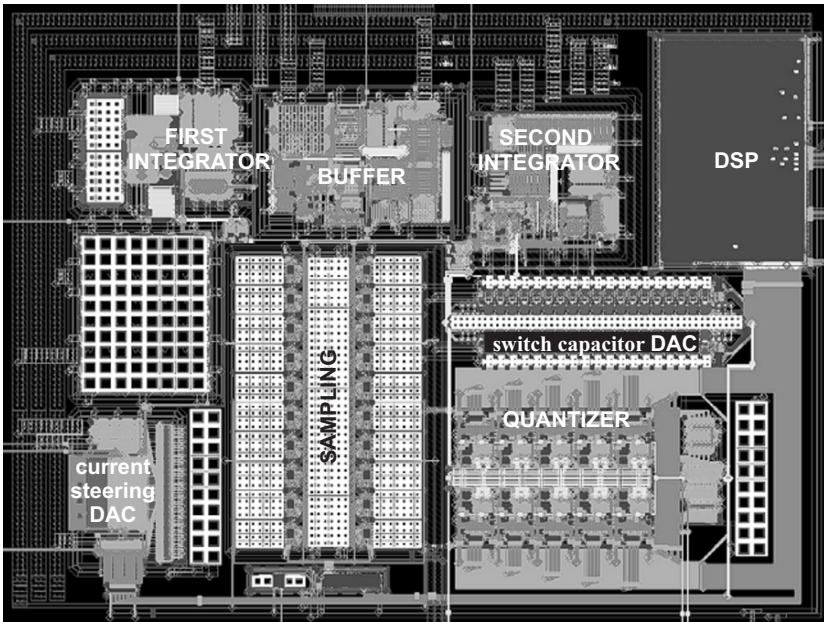 FIRST
INTEGRATOR
BUFFER
SECOND
INTEGRATOR
DSP
SAMPLING
switch capacitor DAC
QUANTIZER
current
steering
DAC